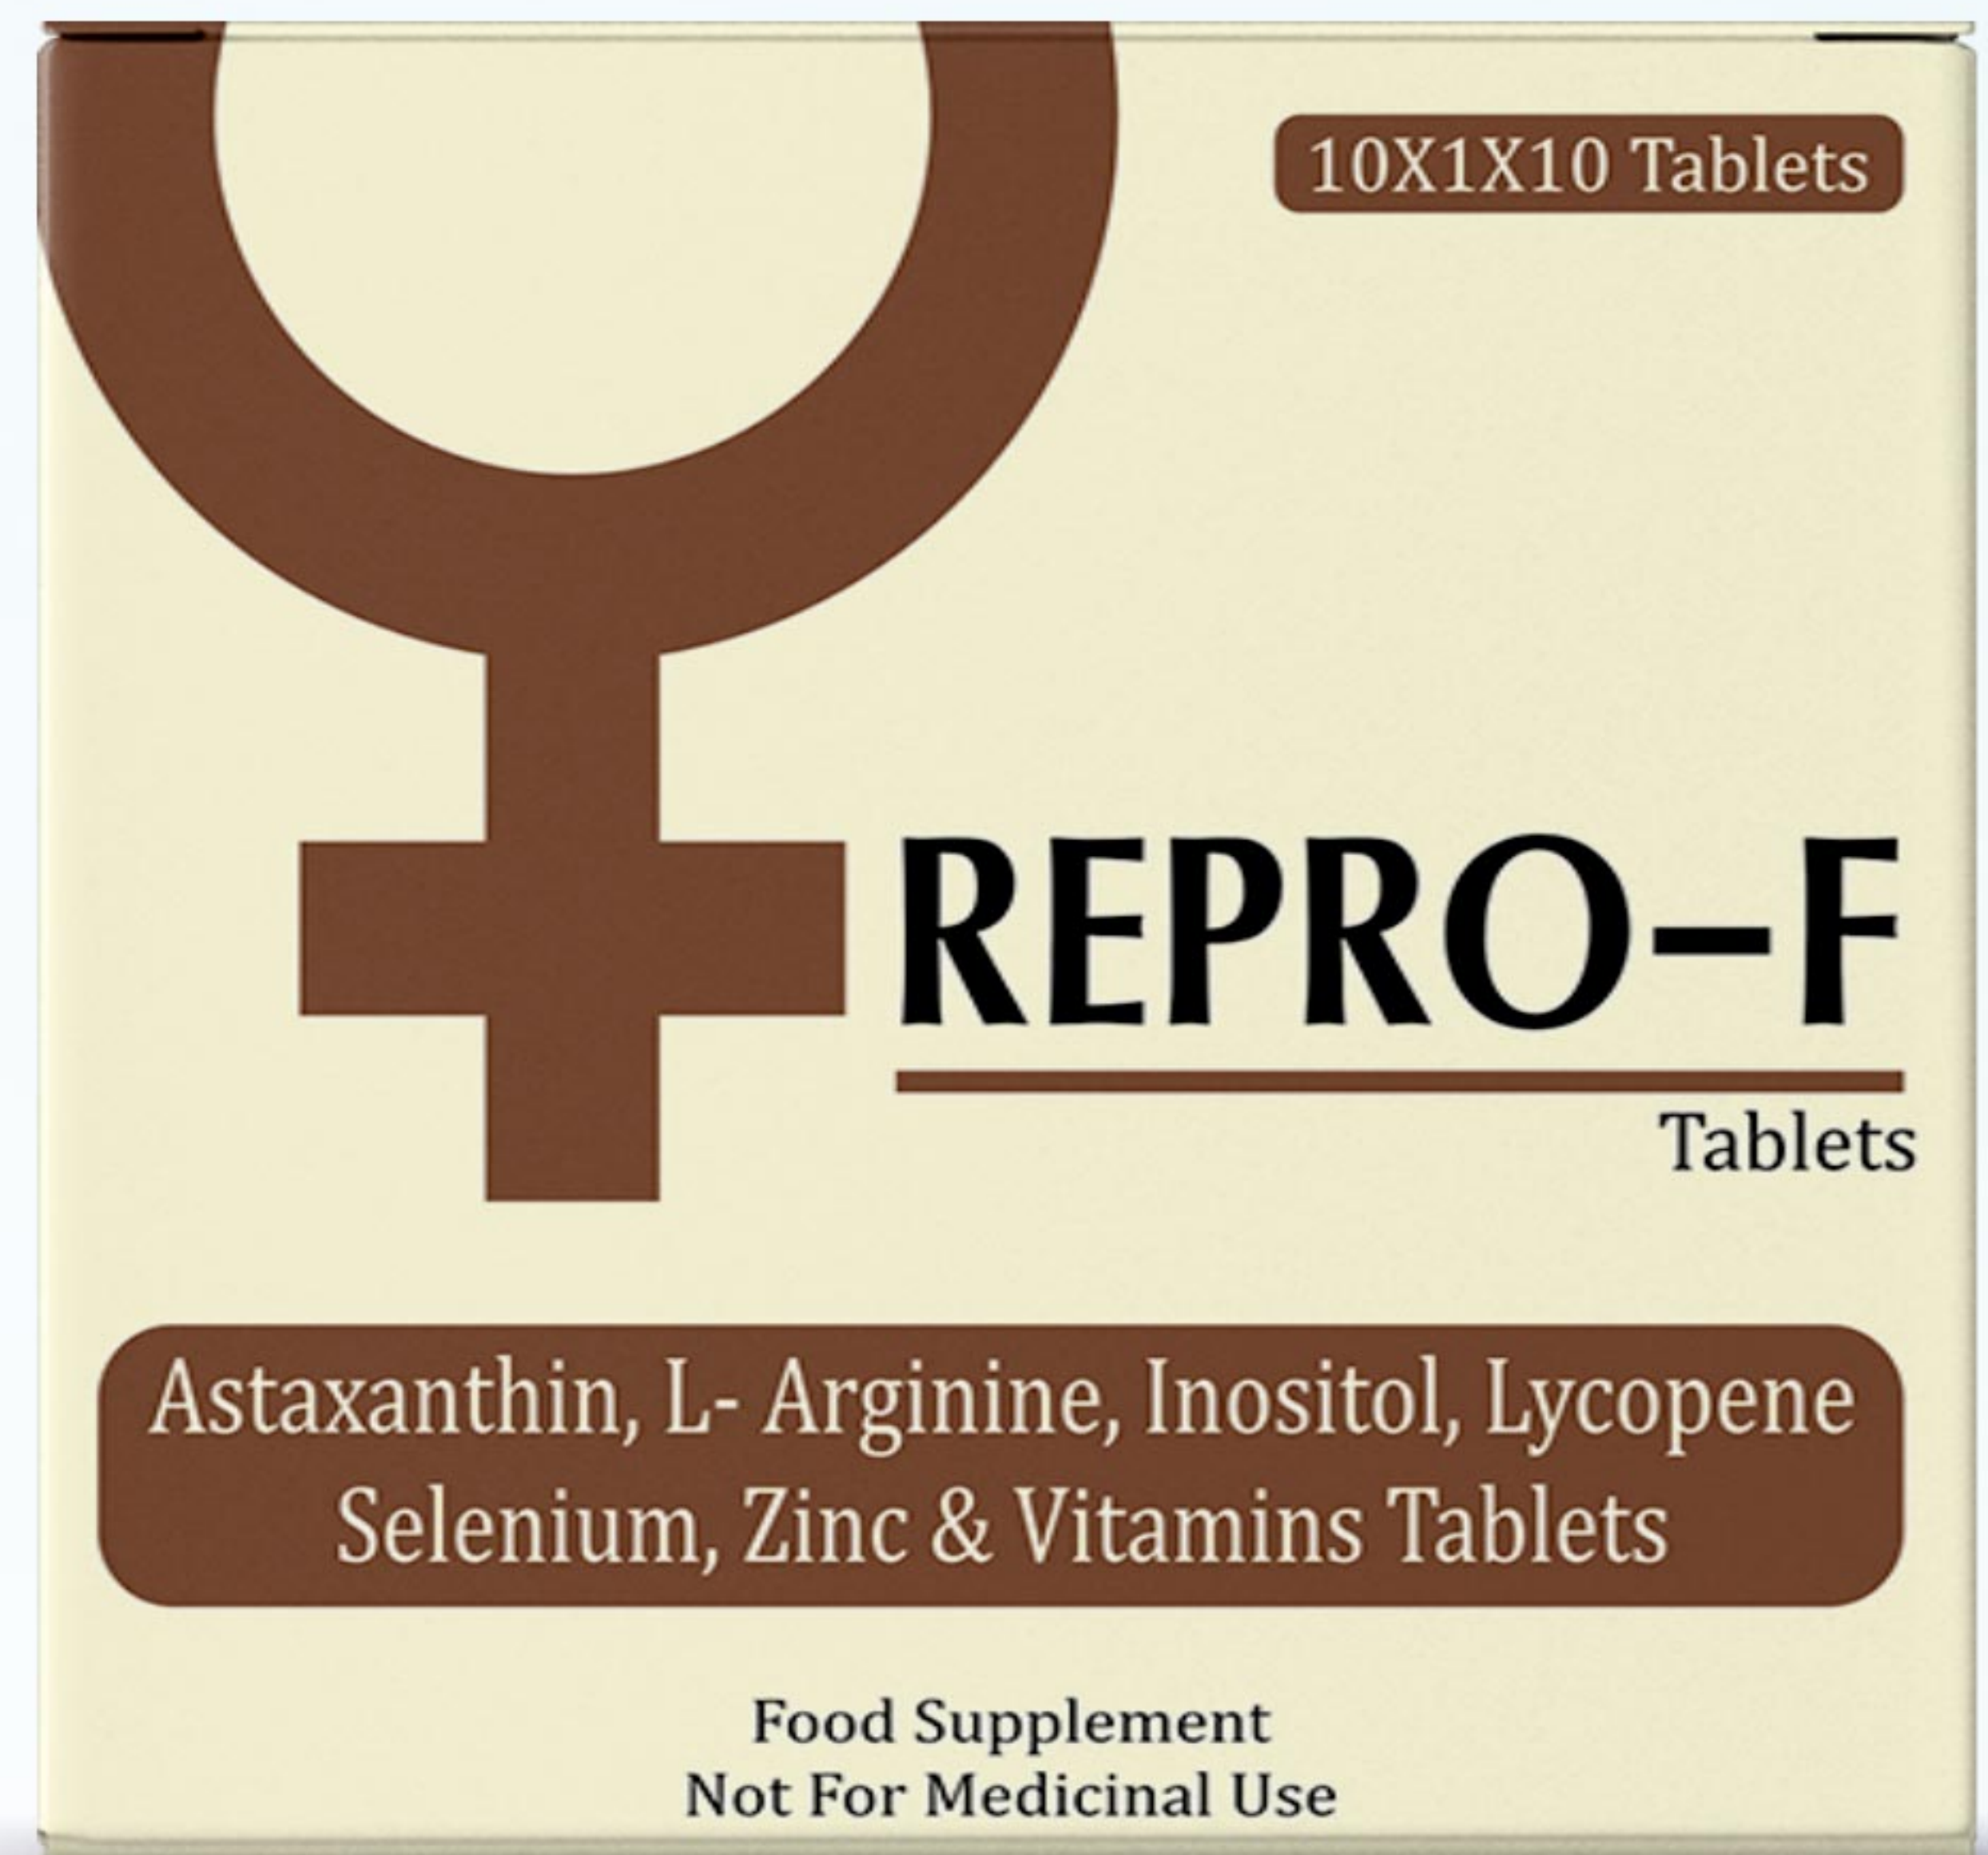 10X1X10 Tablets
REPRO-F
Tablets
Astaxanthin, L- Arginine, Inositol, Lycopene
Selenium, Zinc & Vitamins Tablets
Food Supplement
Not For Medicinal Use